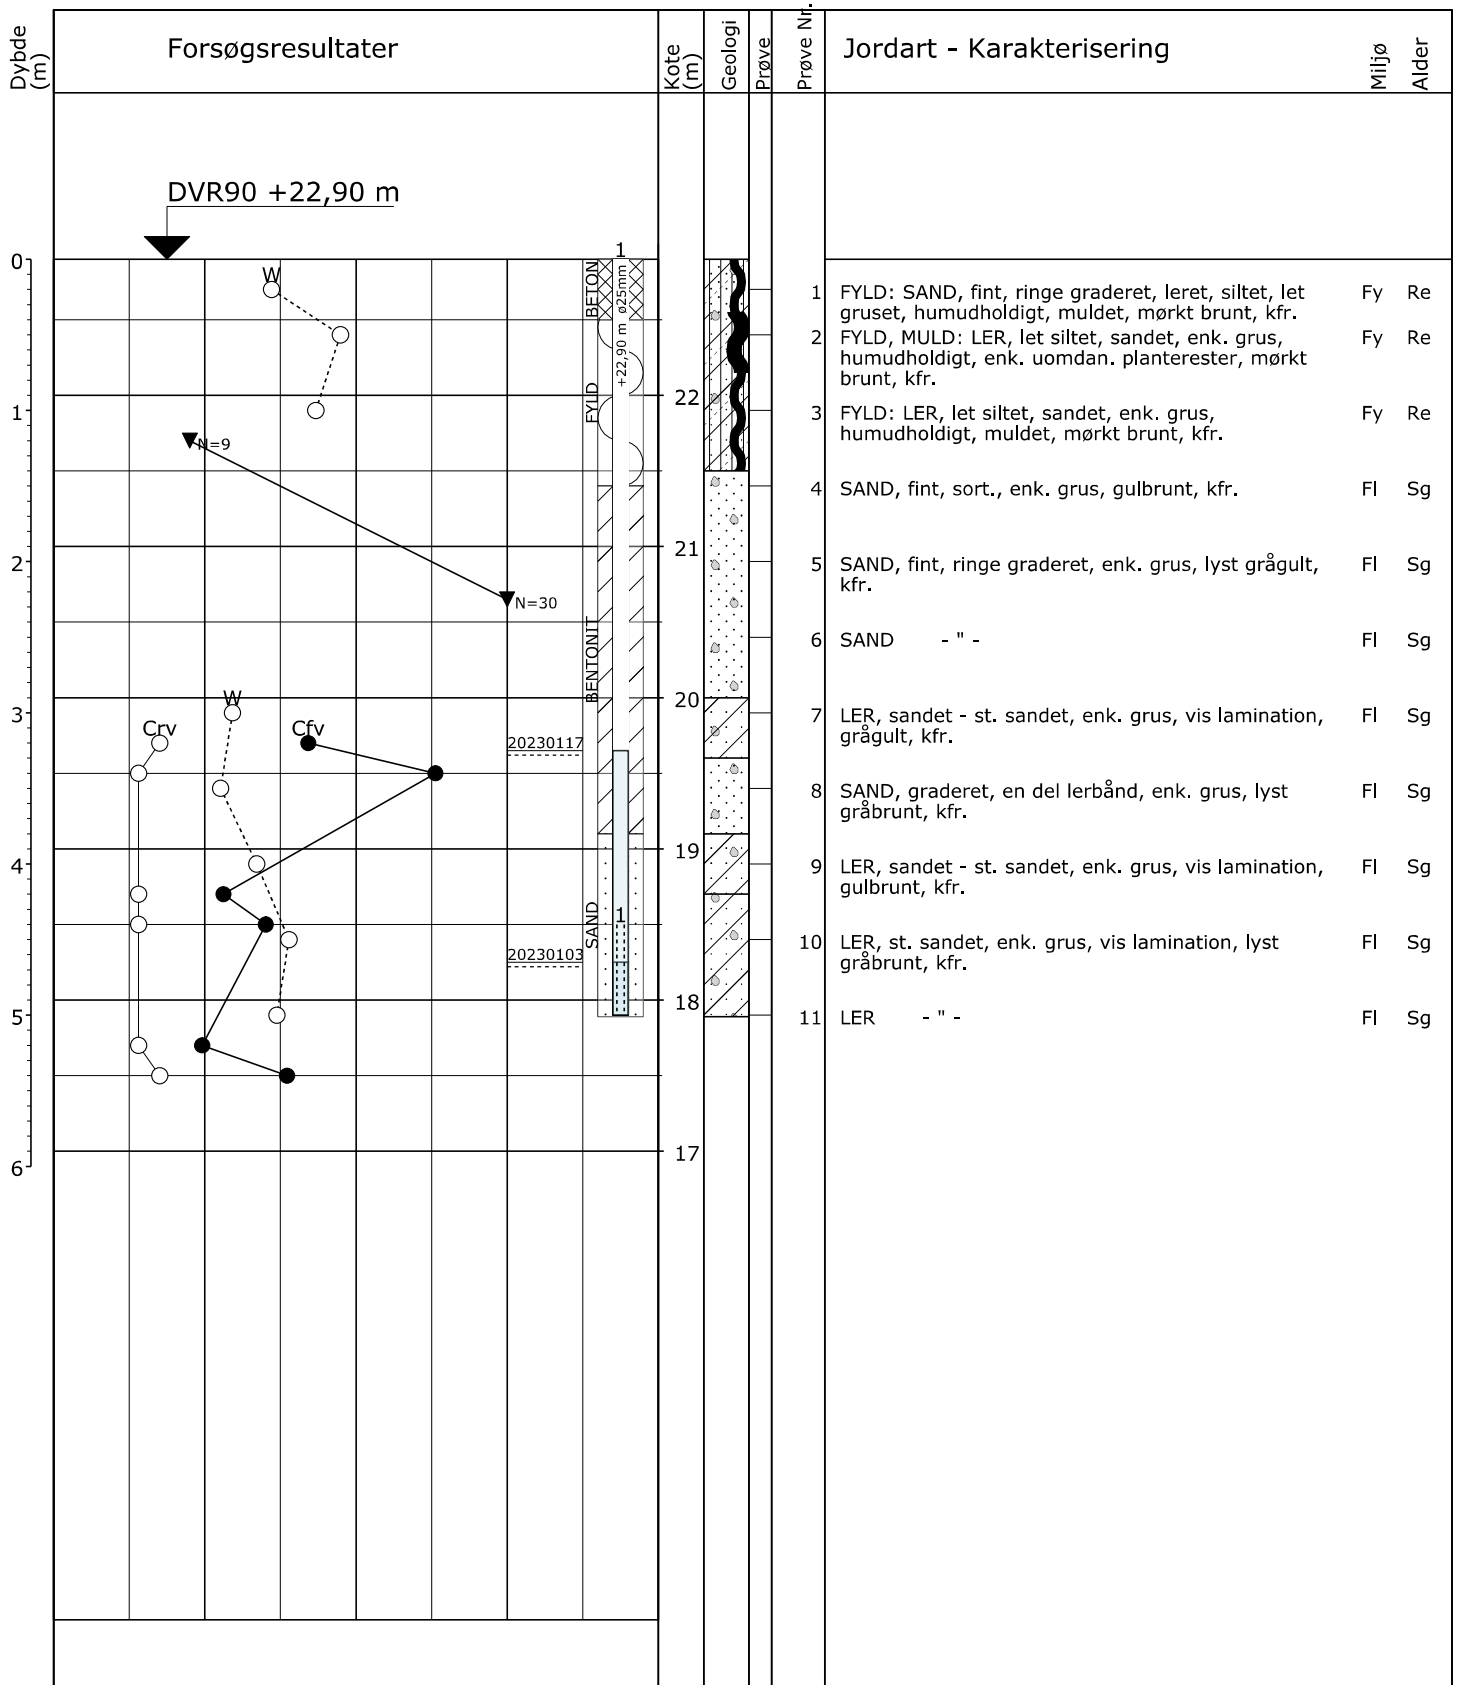 Dybde
(m)
Forsøgsresultater
Kote
(m)
Geologi
Prøve
Prøve Nr.
Jordart - Karakterisering
Miljø
Alder
DVR90 +22,90 m
0
1
2
3
4
5
6
W
N=9
N=30
W
Crv
Cfv
20230117
20230103
1
+22,90 m ø25mm
BETON
FYLD
BENTONIT
SAND
1
22
21
20
19
18
17
1 FYLD: SAND, fint, ringe graderet, leret, siltet, let Fy Re
gruset, humudholdigt, muldet, mørkt brunt, kfr.
2 FYLD, MULD: LER, let siltet, sandet, enk. grus, Fy Re
humudholdigt, enk. uomdan. planterester, mørkt
brunt, kfr.
3 FYLD: LER, let siltet, sandet, enk. grus, Fy Re
humudholdigt, muldet, mørkt brunt, kfr.
4 SAND, fint, sort., enk. grus, gulbrunt, kfr. Fl Sg
5 SAND, fint, ringe graderet, enk. grus, lyst grågult, Fl Sg
kfr.
6 SAND - " - Fl Sg
7 LER, sandet - st. sandet, enk. grus, vis lamination, Fl Sg
grågult, kfr.
8 SAND, graderet, en del lerbånd, enk. grus, lyst Fl Sg
gråbrunt, kfr.
9 LER, sandet - st. sandet, enk. grus, vis lamination, Fl Sg
gulbrunt, kfr.
10 LER, st. sandet, enk. grus, vis lamination, lyst Fl Sg
gråbrunt, kfr.
11 LER - " - Fl Sg